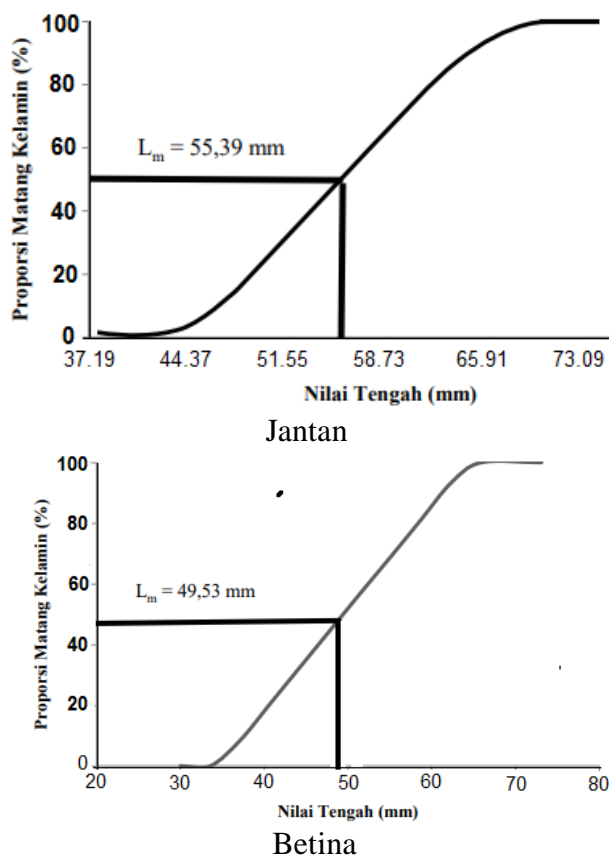 Proporsi Matang Kelamin (%)
100
80
60
40
20
0
Lm = 55,39 mm
37.19 44.37 51.55 58.73 65.91 73.09
Nilai Tengah (mm)
Jantan
Proporsi Matang Kelamin (%)
100
80
60
40
20
0
Lm = 49,53 mm
20 30 40 50 60 70 80
Nilai Tengah (mm)
Betina